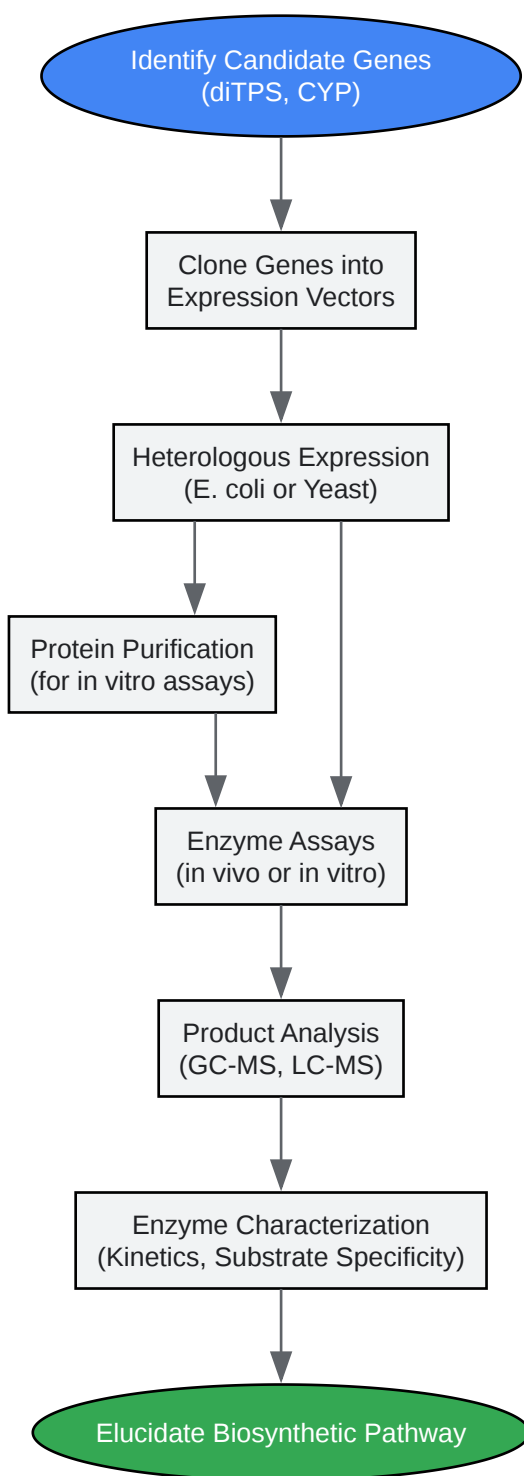 Identify Candidate Genes
(diTPS, CYP)
Clone Genes into
Expression Vectors
Heterologous Expression
(E. coli or Yeast)
Protein Purification
(for in vitro assays)
Enzyme Assays
(in vivo or in vitro)
Product Analysis
(GC-MS, LC-MS)
Enzyme Characterization
(Kinetics, Substrate Specificity)
Elucidate Biosynthetic Pathway